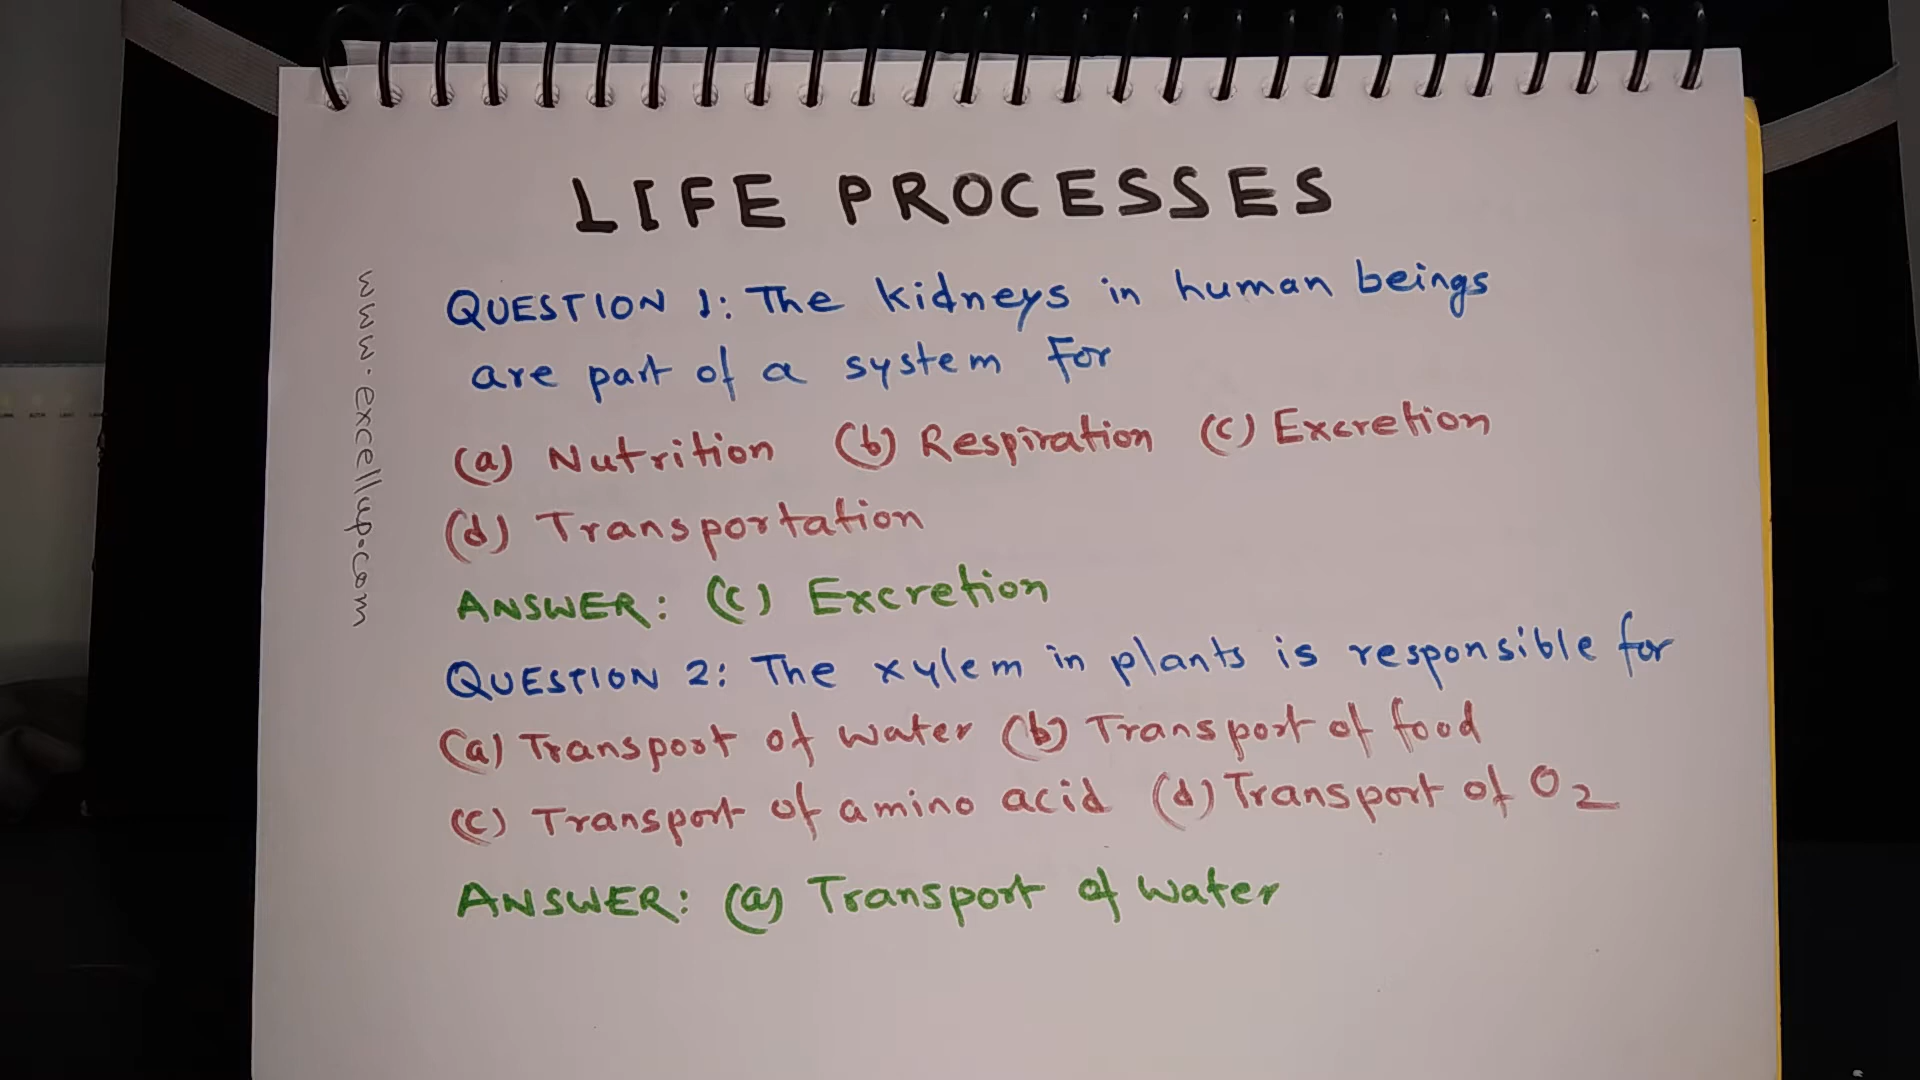 LIFE PROCESSES
QUESTION 1: The kidneys in human beings
are part of a system for
(a) Nutrition (b) Respiration (c) Excretion
(d) Transportation
ANSWER: (c) Excretion
QUESTION 2: The xylem in plants is responsible for
(a) Transport of water (b) Transport of food
(c) Transport of amino acid (d) Transport of O2
ANSWER: (a) Transport of water
www.excellup.com